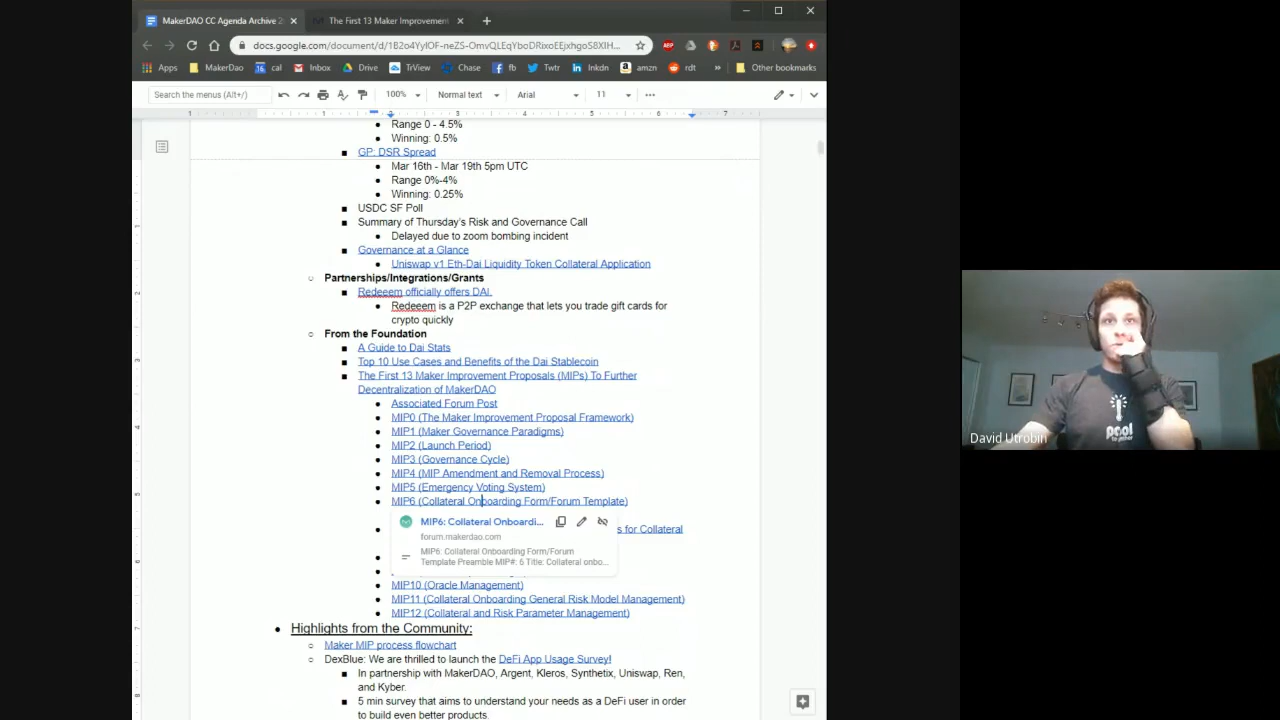 MakerDAO CC Agenda Archive 2
The First 13 Maker Improvement
docs.google.com/document/d/
Apps
MakerDao
cal
Inbox
Drive
TrView
Chase
fb
Twtr
Inkdn
amzn
rdt
»
Other bookmarks
Search the menus (Alt+/)
100%
Normal text
Arial
11
1 1 2 3 4 5 6 7
Range 0 - 4.5%
Winning: 0.5%
GP: DSR Spread
Mar 16th - Mar 19th 5pm UTC
Range 0%-4%
Winning: 0.25%
USDC SF Poll
Summary of Thursday's Risk and Governance Call
Delayed due to zoom bombing incident
Governance at a Glance
Uniswap v1 Eth-Dai Liquidity Token Collateral Application
Partnerships/Integrations/Grants
Redeeem officially offers DAI.
Redeeem is a P2P exchange that lets you trade gift cards for
crypto quickly
From the Foundation
A Guide to Dai Stats
Top 10 Use Cases and Benefits of the Dai Stablecoin
The First 13 Maker Improvement Proposals (MIPs) To Further
Decentralization of MakerDAO
Associated Forum Post
MIP0 (The Maker Improvement Proposal Framework)
MIP1 (Maker Governance Paradigms)
MIP2 (Launch Period)
MIP3 (Governance Cycle)
MIP4 (MIP Amendment and Removal Process)
MIP5 (Emergency Voting System)
MIP6 (Collateral Onboarding Form/Forum Template)
MIP6: Collateral Onboardi...
s for Collateral
forum.makerdao.com
MIP6: Collateral Onboarding Form/Forum
Template Preamble MIP#: 6 Title: Collateral onbo...
MIP10 (Oracle Management)
MIP11 (Collateral Onboarding General Risk Model Management)
MIP12 (Collateral and Risk Parameter Management)
Highlights from the Community:
Maker MIP process flowchart
DexBlue: We are thrilled to launch the DeFi App Usage Survey!
In partnership with MakerDAO, Argent, Kleros, Synthetix, Uniswap, Ren,
and Kyber.
5 min survey that aims to understand your needs as a DeFi user in order
to build even better products.
pool
together
David Utrobin